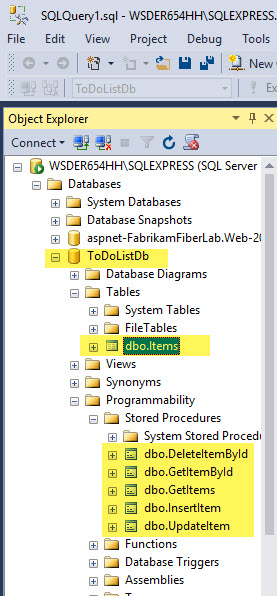 SQLQuery1.sql - WSDER654HH\SQLEXPRESS.
File Edit View Project Debug Tools
ToDoListDb
Object Explorer
Connect
WSDER654HH\SQLEXPRESS (SQL Server
Databases
System Databases
Database Snapshots
aspnet-FabrikamFiberLab.Web-20
ToDoListDb
Database Diagrams
Tables
System Tables
FileTables
dbo.Items
Views
Synonyms
Programmability
Stored Procedures
System Stored Procedu
dbo.DeleteItemById
dbo.GetItemById
dbo.GetItems
dbo.InsertItem
dbo.UpdateItem
Functions
Database Triggers
Assemblies